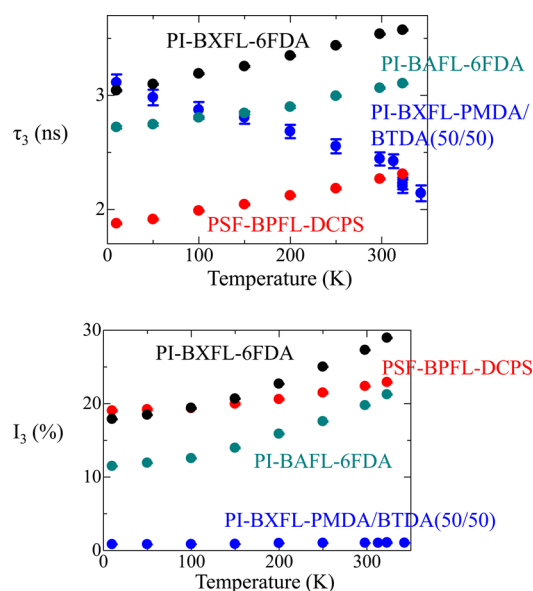 PI-BXFL-6FDA
PI-BAFL-6FDA
3
PI-BXFL-PMDA/
BTDA(50/50)
τ3 (ns)
2
PSF-BPFL-DCPS
0 100 200 300
Temperature (K)
30
PI-BXFL-6FDA
PSF-BPFL-DCPS
20
I3 (%)
PI-BAFL-6FDA
10
PI-BXFL-PMDA/BTDA(50/50)
0
0 100 200 300
Temperature (K)